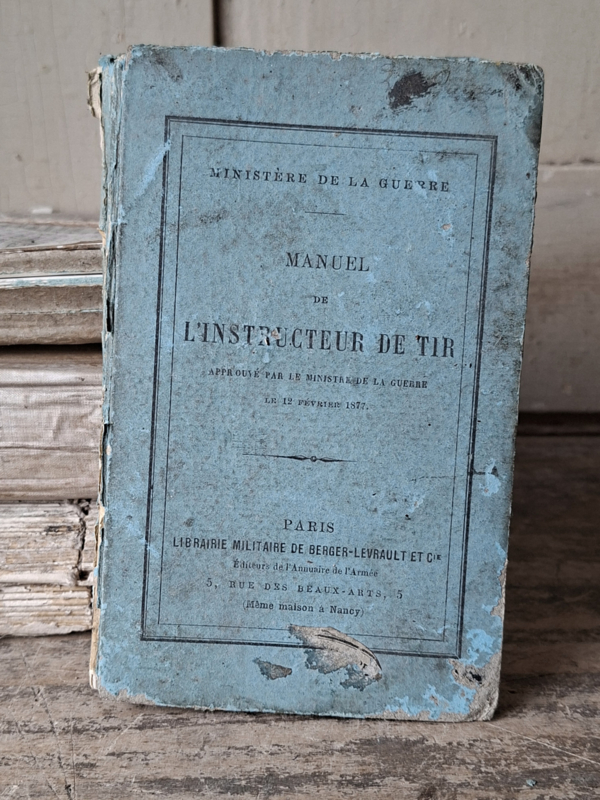 MINISTÈRE DE LA GUERRE
MANUEL
DE
L'INSTRUCTEUR DE TIR
APPROUVÉ PAR LE MINISTRE DE LA GUERRE
LE 12 FÉVRIER 1877.
PARIS
LIBRAIRIE MILITAIRE DE BERGER-LEVRAULT ET Cie
Éditeurs de l'Annuaire de l'Armée
5, RUE DES BEAUX-ARTS, 5
(Même maison à Nancy)